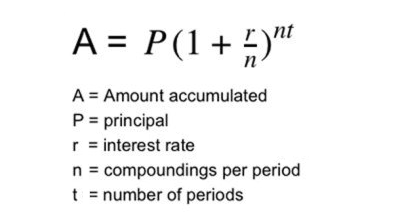 A = P(1 + r/n)^nt
A = Amount accumulated
P = principal
r = interest rate
n = compoundings per period
t = number of periods